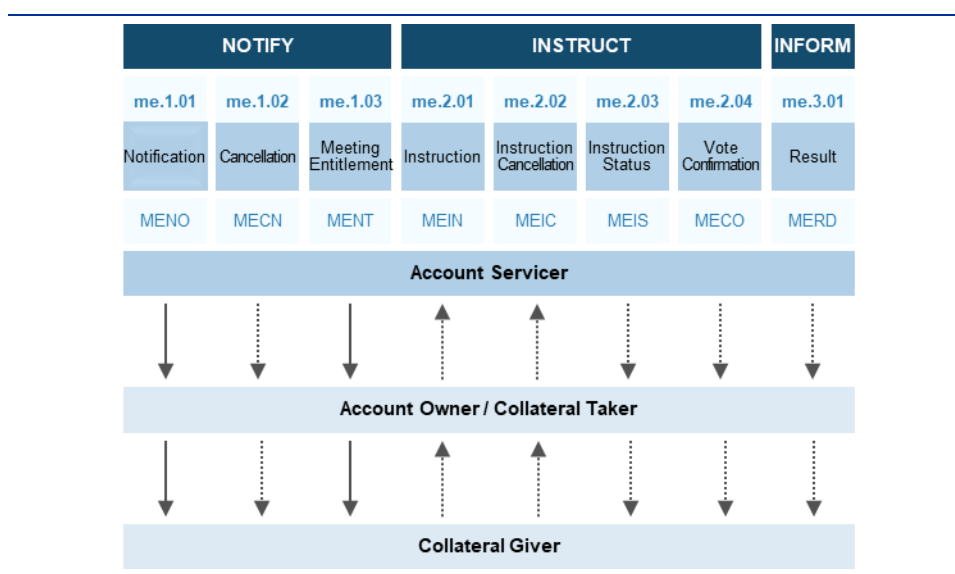 NOTIFY INSTRUCT INFORM
me.1.01 me.1.02 me.1.03 me.2.01 me.2.02 me.2.03 me.2.04 me.3.01
Notification Cancellation Meeting Entitlement Instruction Instruction Cancellation Instruction Status Vote Confirmation Result
MENO MECN MENT MEIN MEIC MEIS MECO MERD
Account Servicer
Account Owner / Collateral Taker
Collateral Giver